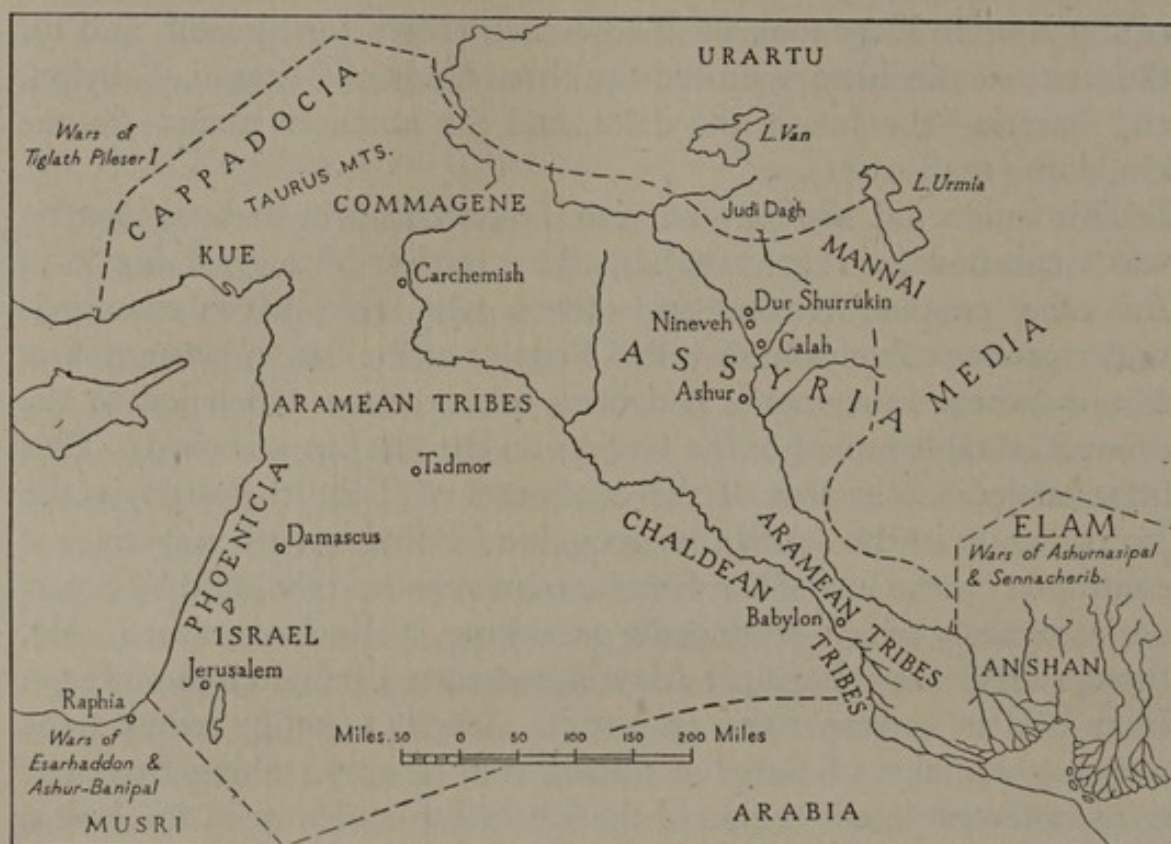 URARTU
Wars of
Tiglath Pileser I
CAPPADOCIA
TAURUS MTS.
L.Van
L.Urmia
COMMAGENE
Judi Dagh
MANNAI
KUE
Carchemish
Dur Shurrukin
Nineveh
Calah
ASSYRIA
MEDIA
Ashur
ARAMEAN TRIBES
Tadmor
PHOENICIA
Damascus
CHALDEAN TRIBES
ARAMEAN TRIBES
ELAM
Wars of Ashurnasipal
& Sennacherib.
Babylon
ISRAEL
ANSHAN
Jerusalem
Raphia
Wars of
Esarhaddon &
Ashur-Banipal
Miles. 50 0 50 100 150 200 Miles
MUSRI
ARABIA